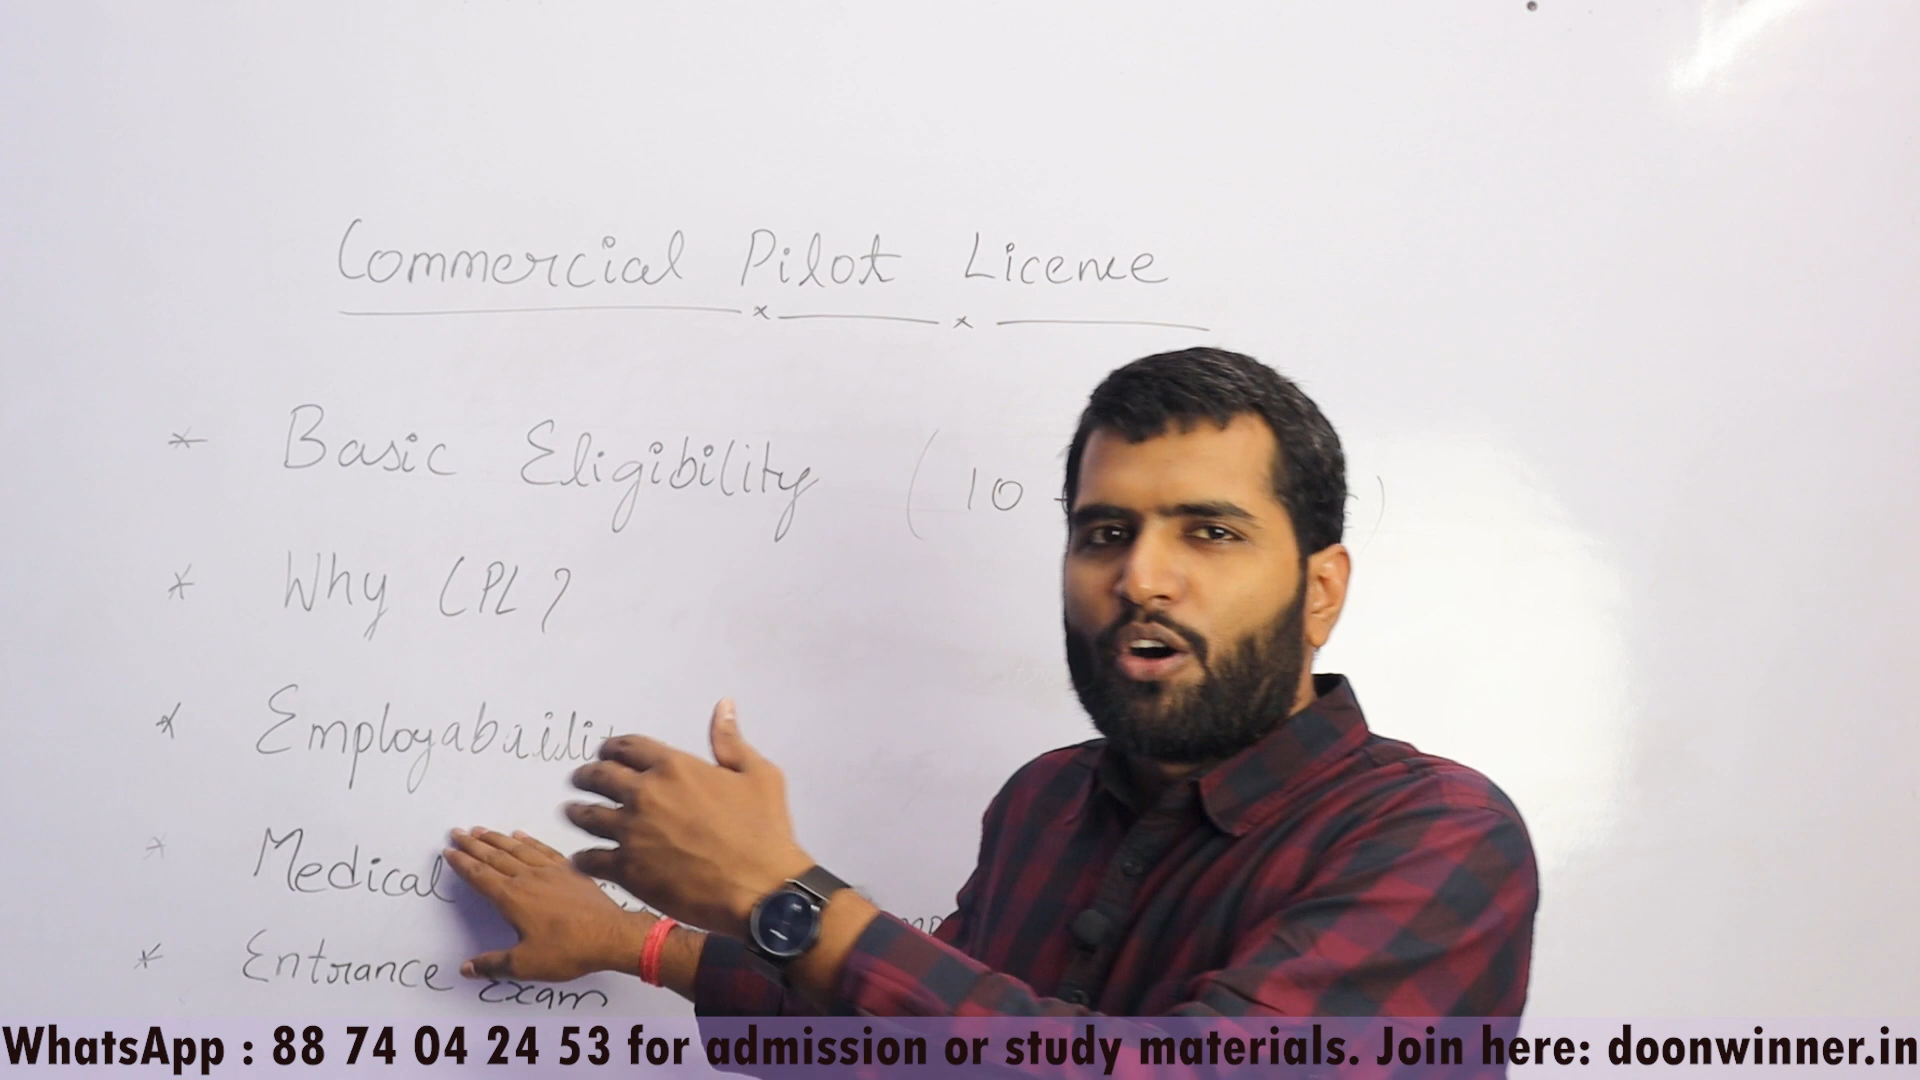 Commercial Pilot Licence
* Basic Eligibility (10 )
* Why CPL?
* Employabaility
* Medical
* Entrance Exam
WhatsApp : 88 74 04 24 53 for admission or study materials. Join here: doonwinner.in